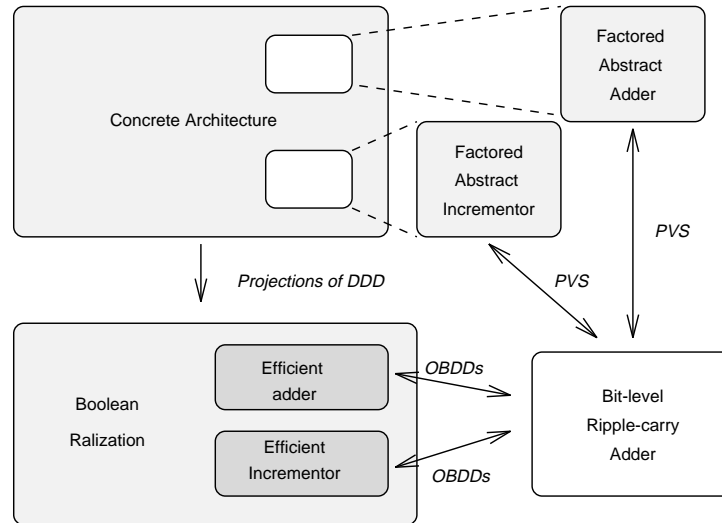 Factored
Abstract
Adder
Concrete Architecture
Factored
Abstract
Incrementor
PVS
Projections of DDD
PVS
Efficient
adder
OBDDs
Boolean
Ralization
Bit-level
Ripple-carry
Adder
Efficient
Incrementor
OBDDs